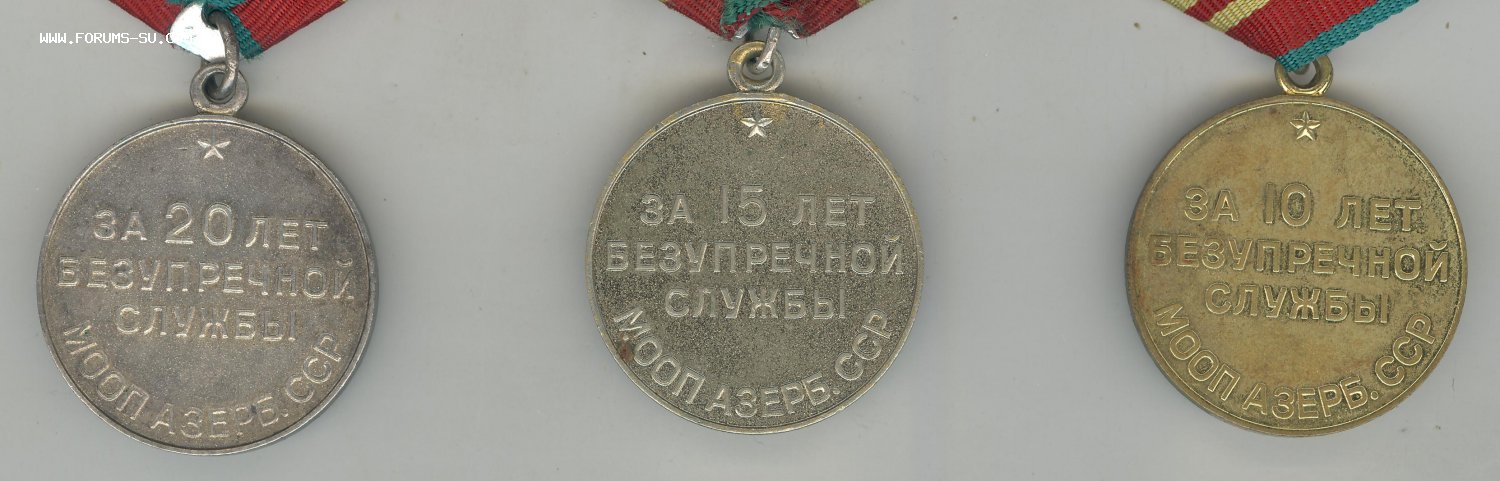 WWW.FORUMS-SU.C
ЗА 20 ЛЕТ
БЕЗУПРЕЧНОЙ
СЛУЖБЫ
МООП АЗЕРБ. ССР
ЗА 15 ЛЕТ
БЕЗУПРЕЧНОЙ
СЛУЖБЫ
МООП АЗЕРБ. ССР
ЗА 10 ЛЕТ
БЕЗУПРЕЧНОЙ
СЛУЖБЫ
МООП АЗЕРБ. ССР